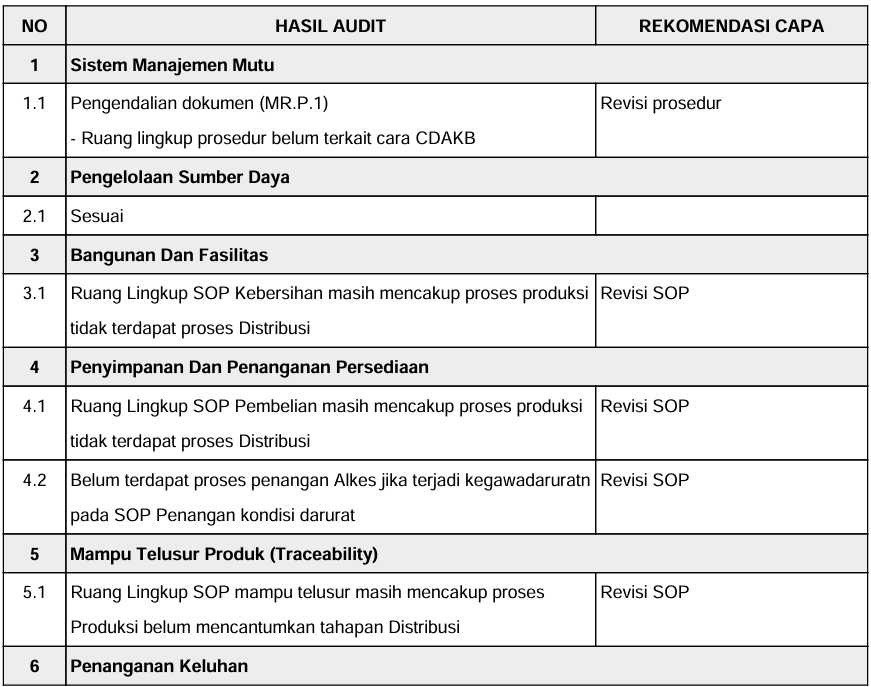 NO HASIL AUDIT REKOMENDASI CAPA
1 Sistem Manajemen Mutu
1.1 Pengendalian dokumen (MR.P.1) Revisi prosedur
- Ruang lingkup prosedur belum terkait cara CDAKB
2 Pengelolaan Sumber Daya
2.1 Sesuai
3 Bangunan Dan Fasilitas
3.1 Ruang Lingkup SOP Kebersihan masih mencakup proses produksi Revisi SOP
tidak terdapat proses Distribusi
4 Penyimpanan Dan Penanganan Persediaan
4.1 Ruang Lingkup SOP Pembelian masih mencakup proses produksi Revisi SOP
tidak terdapat proses Distribusi
4.2 Belum terdapat proses penangan Alkes jika terjadi kegawadaruratn Revisi SOP
pada SOP Penangan kondisi darurat
5 Mampu Telusur Produk (Traceability)
5.1 Ruang Lingkup SOP mampu telusur masih mencakup proses Revisi SOP
Produksi belum mencantumkan tahapan Distribusi
6 Penanganan Keluhan